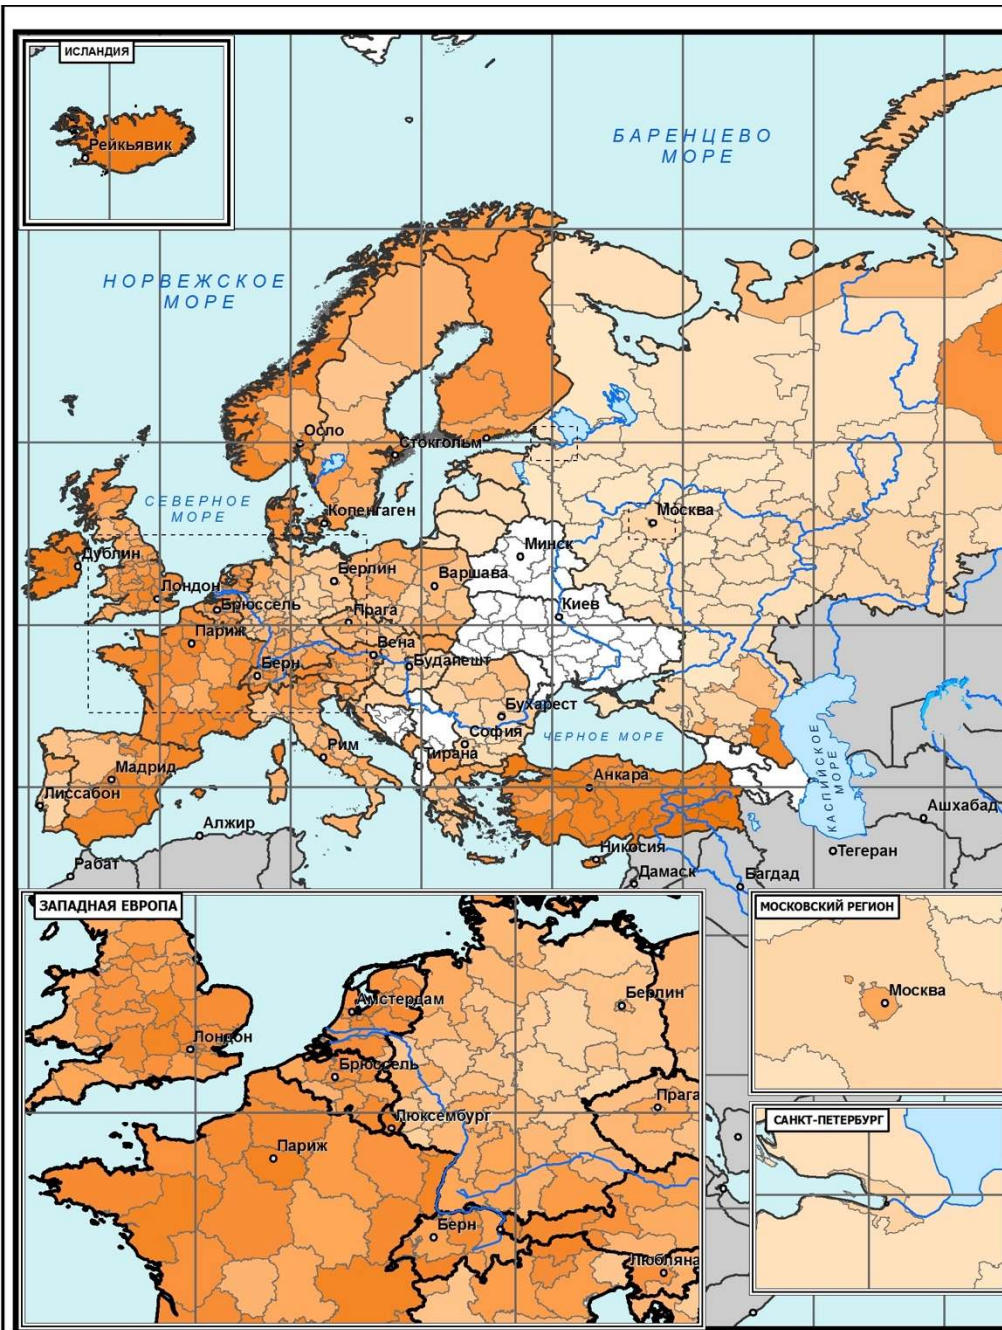 ИСЛАНДИЯ
Рейкьявик
БАРЕНЦЕВО
МОРЕ
НОРВЕЖСКОЕ
МОРЕ
Осло
Стокгольм
СЕВЕРНОЕ
МОРЕ
Копенгаген
Москва
Дублин
Минск
Лондон
Берлин
Варшава
Брюссель
Прага
Киев
Париж
Вена
Берн
Будапешт
Бухарест
София
ЧЕРНОЕ МОРЕ
КАСПИЙСКОЕ
МОРЕ
Рим
Тирана
Мадрид
Анкара
Лиссабон
Алжир
Ашхабад
Рабат
Никосия
Тегеран
Дамаск
Багдад
ЗАПАДНАЯ ЕВРОПА
Амстердам
Берлин
Лондон
Брюссель
Прага
Люксембург
Париж
Берн
Любляна
МОСКОВСКИЙ РЕГИОН
Москва
САНКТ-ПЕТЕРБУРГ